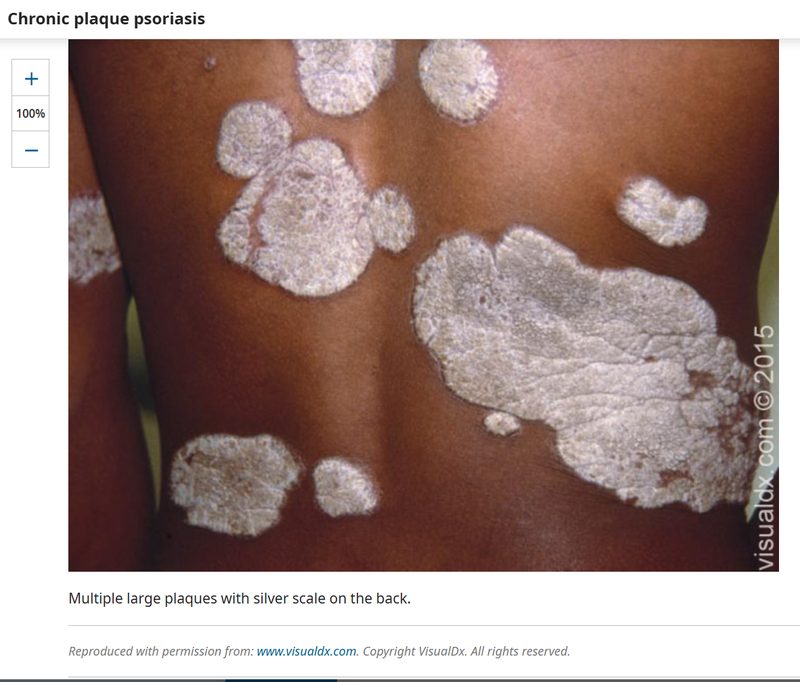 Chronic plaque psoriasis
+
100%
−
visualdx.com © 2015
Multiple large plaques with silver scale on the back.
Reproduced with permission from: www.visualdx.com. Copyright VisualDx. All rights reserved.